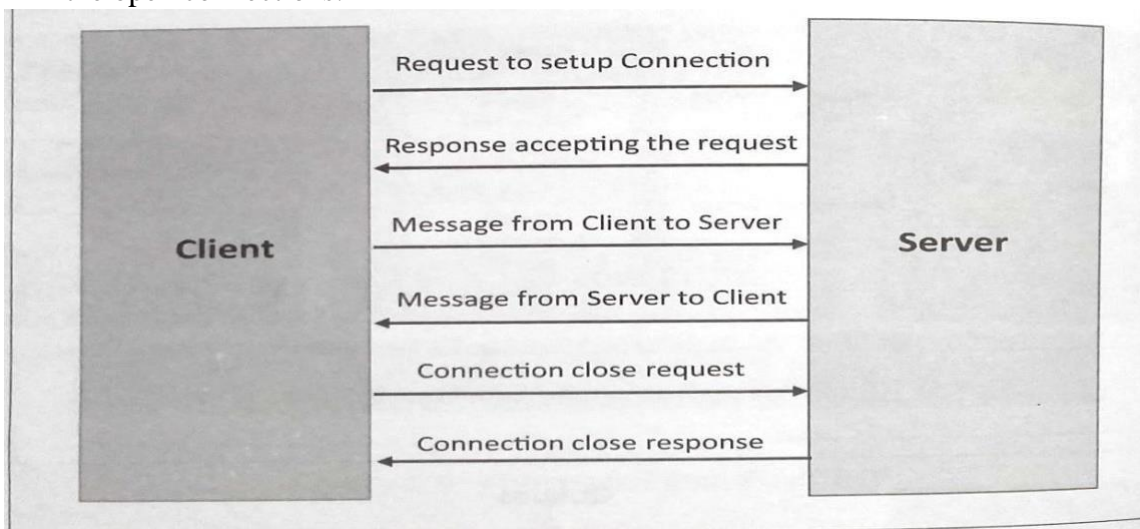 Request to setup Connection
Response accepting the request
Message from Client to Server
Client
Server
Message from Server to Client
Connection close request
Connection close response